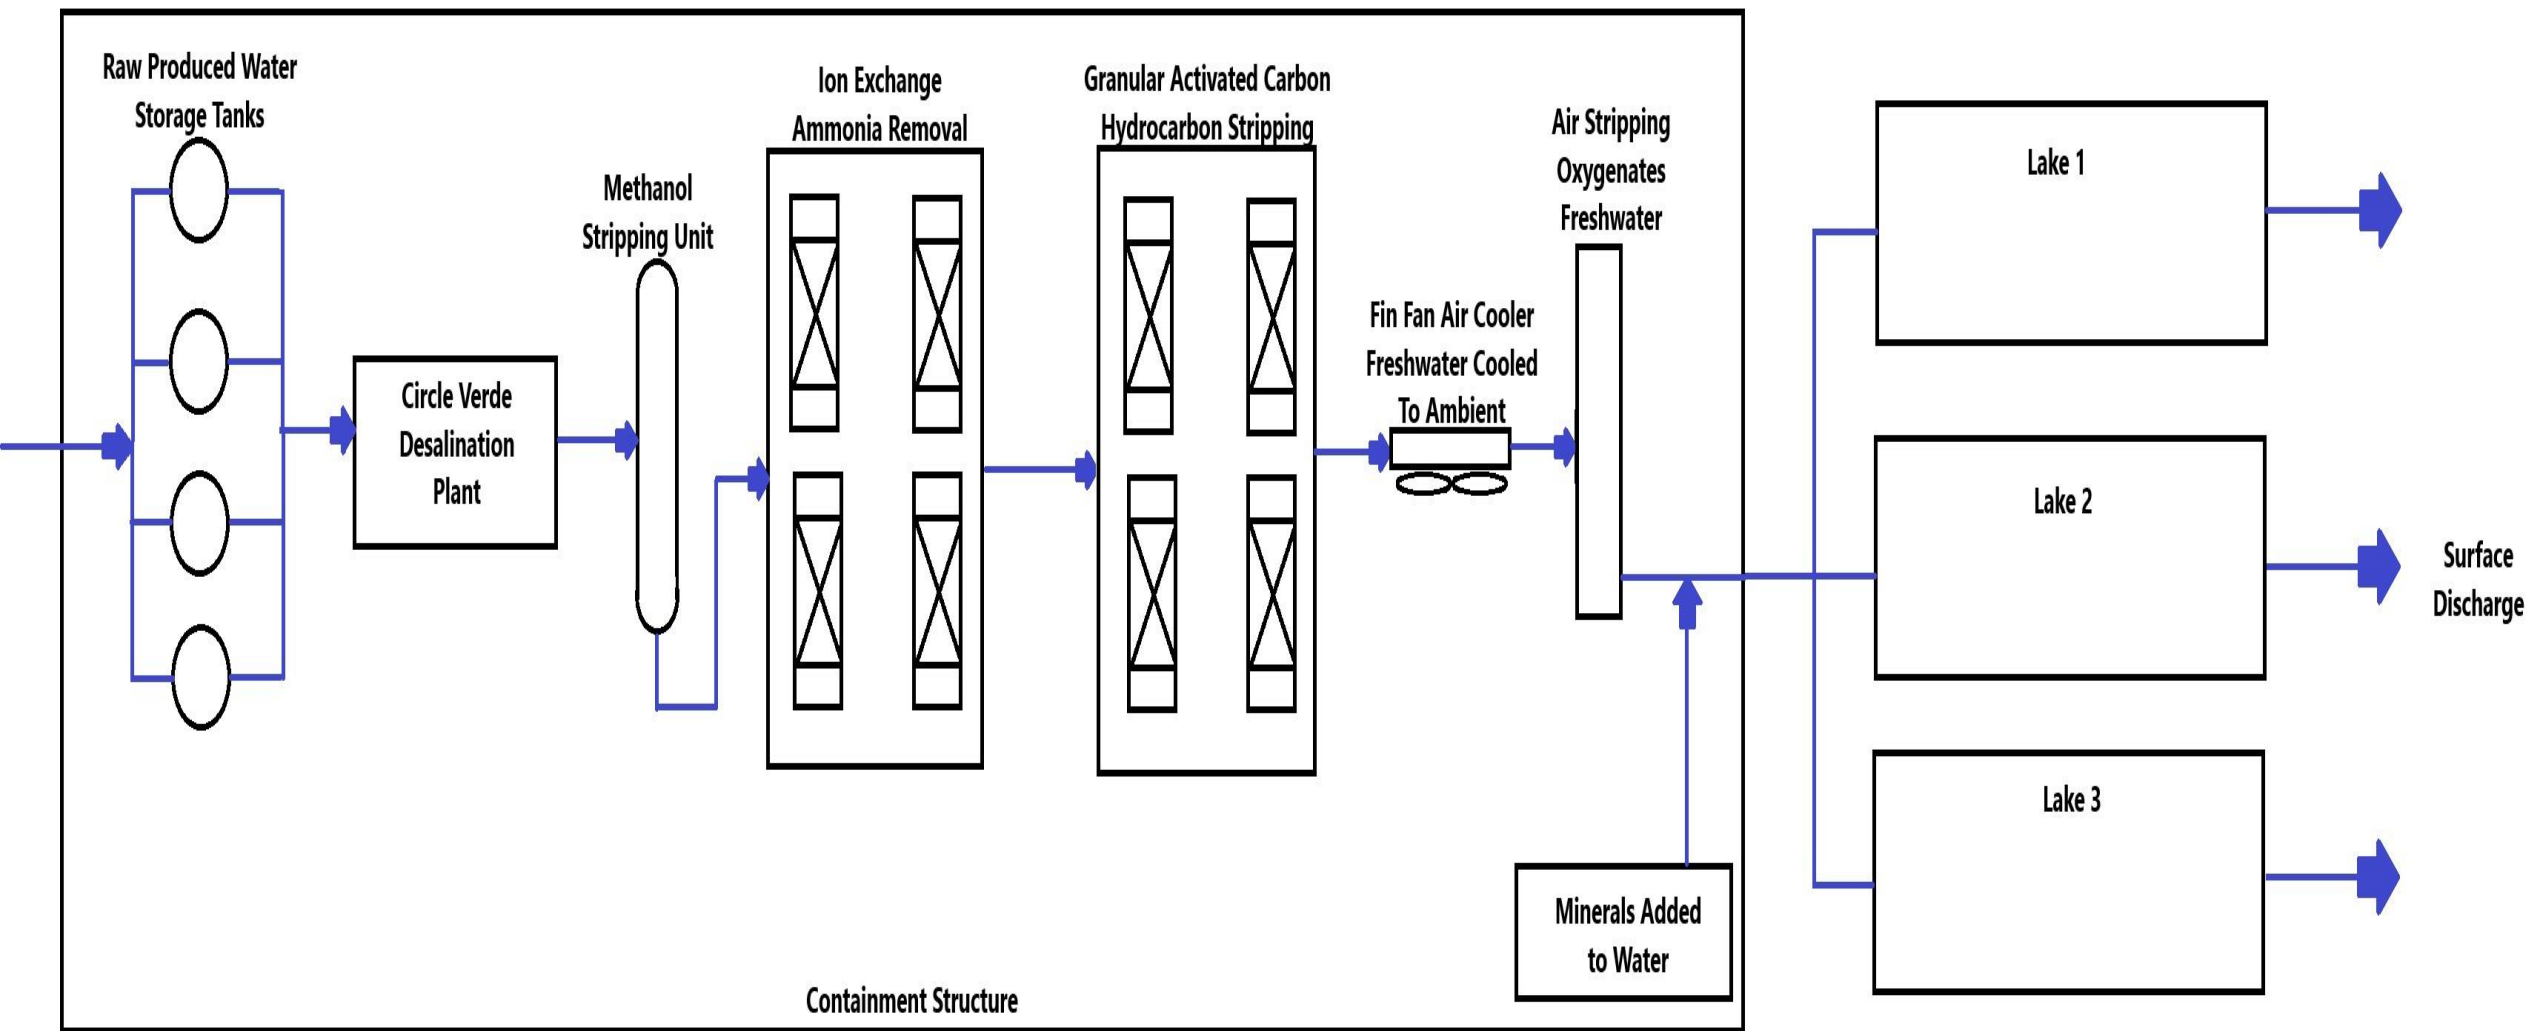 Raw Produced Water
Storage Tanks
Circle Verde
Desalination
Plant
Methanol
Stripping Unit
Ion Exchange
Ammonia Removal
Granular Activated Carbon
Hydrocarbon Stripping
Fin Fan Air Cooler
Freshwater Cooled
To Ambient
Air Stripping
Oxygenates
Freshwater
Minerals Added
to Water
Containment Structure
Lake 1
Lake 2
Lake 3
Surface
Discharge